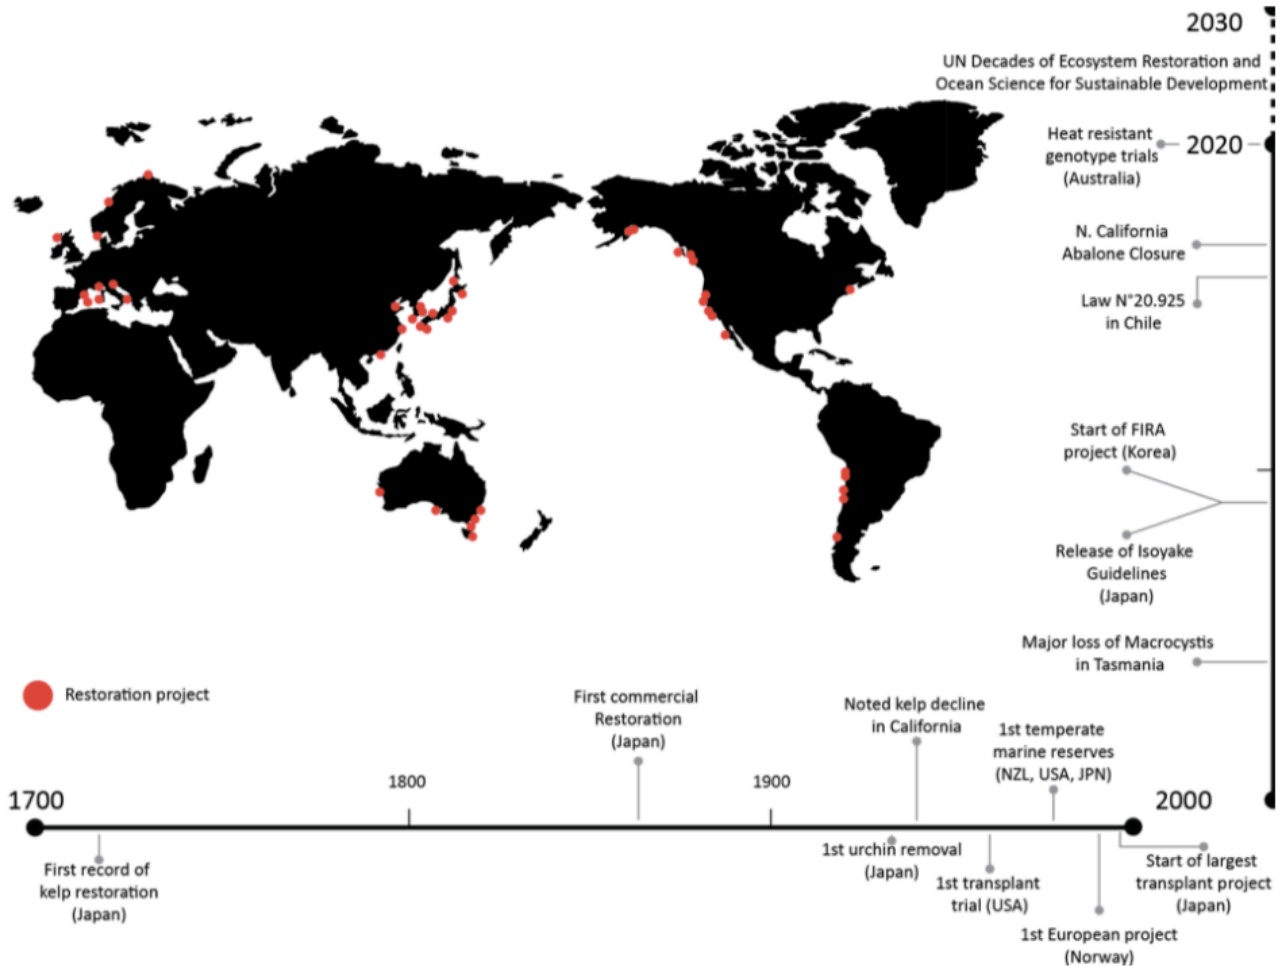 2030
UN Decades of Ecosystem Restoration and
Ocean Science for Sustainable Development
Heat resistant
genotype trials
(Australia)
2020
N. California
Abalone Closure
Law N°20.925
in Chile
Start of FIRA
project (Korea)
Release of Isoyake
Guidelines
(Japan)
Major loss of Macrocystis
in Tasmania
Restoration project
First commercial
Restoration
(Japan)
Noted kelp decline
in California
1st temperate
marine reserves
(NZL, USA, JPN)
1700
1800
1900
2000
First record of
kelp restoration
(Japan)
1st urchin removal
(Japan)
1st transplant
trial (USA)
1st European project
(Norway)
Start of largest
transplant project
(Japan)